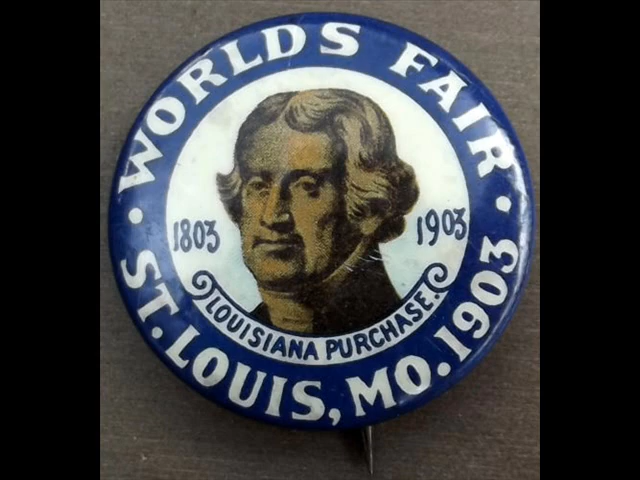 WORLDS FAIR
ST. LOUIS, MO. 1903
1803
1903
LOUISIANA PURCHASE.